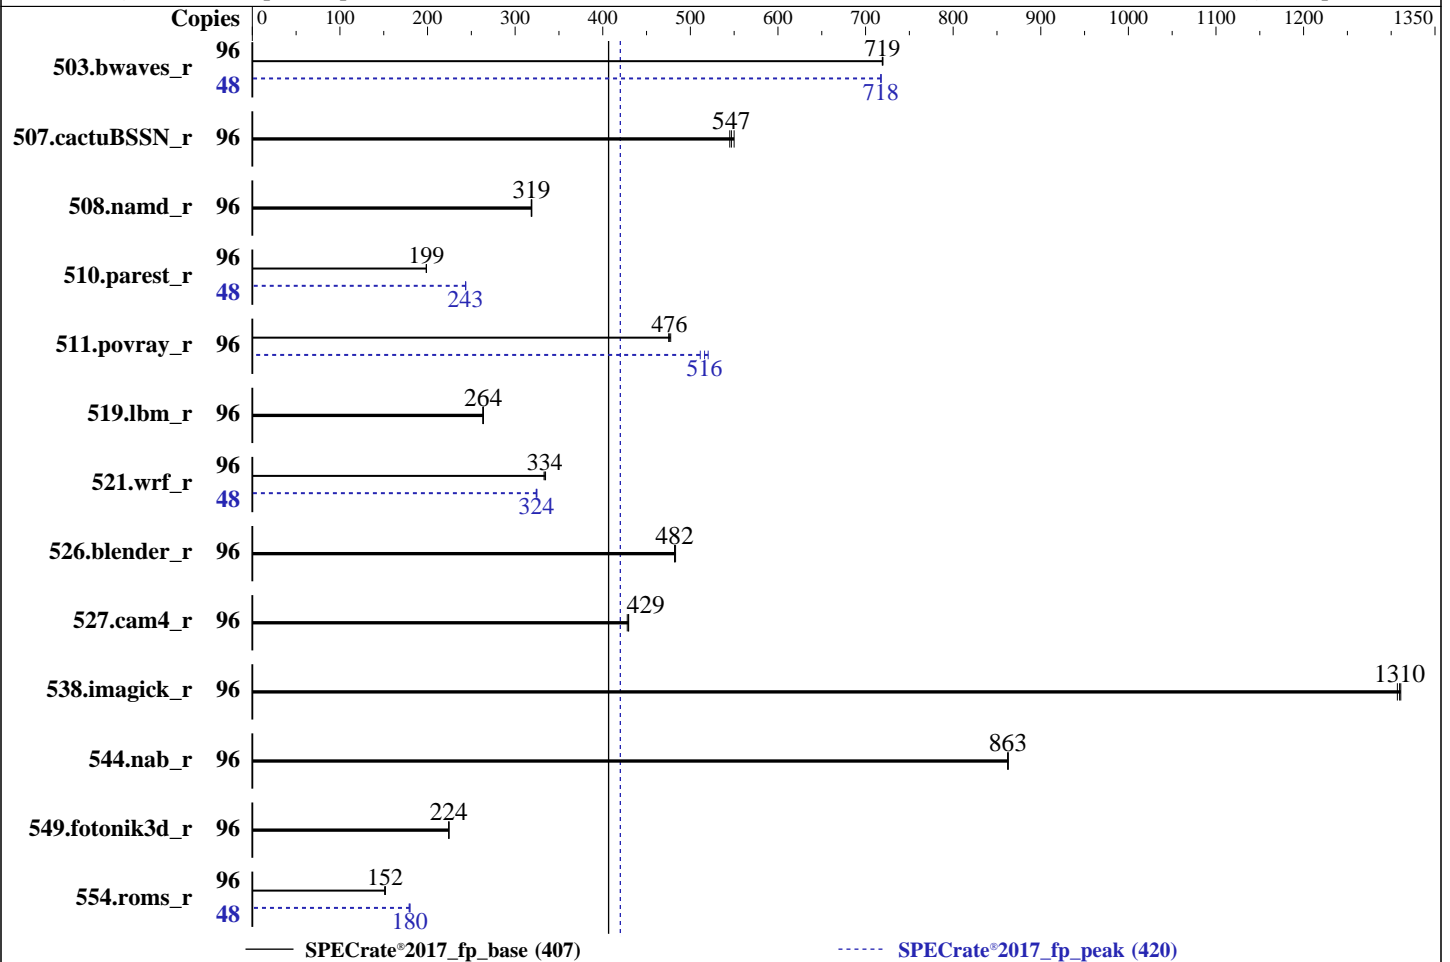 Copies 0 100 200 300 400 500 600 700 800 900 1000 1100 1200 1350
503.bwaves_r 96 719
48 718
507.cactuBSSN_r 96 547
508.namd_r 96 319
510.parest_r 96 199
48 243
511.povray_r 96 476
516
519.lbm_r 96 264
521.wrf_r 96 334
48 324
526.blender_r 96 482
527.cam4_r 96 429
538.imagick_r 96 1310
544.nab_r 96 863
549.fotonik3d_r 96 224
554.roms_r 96 152
48 180
SPECrate®2017_fp_base (407) SPECrate®2017_fp_peak (420)